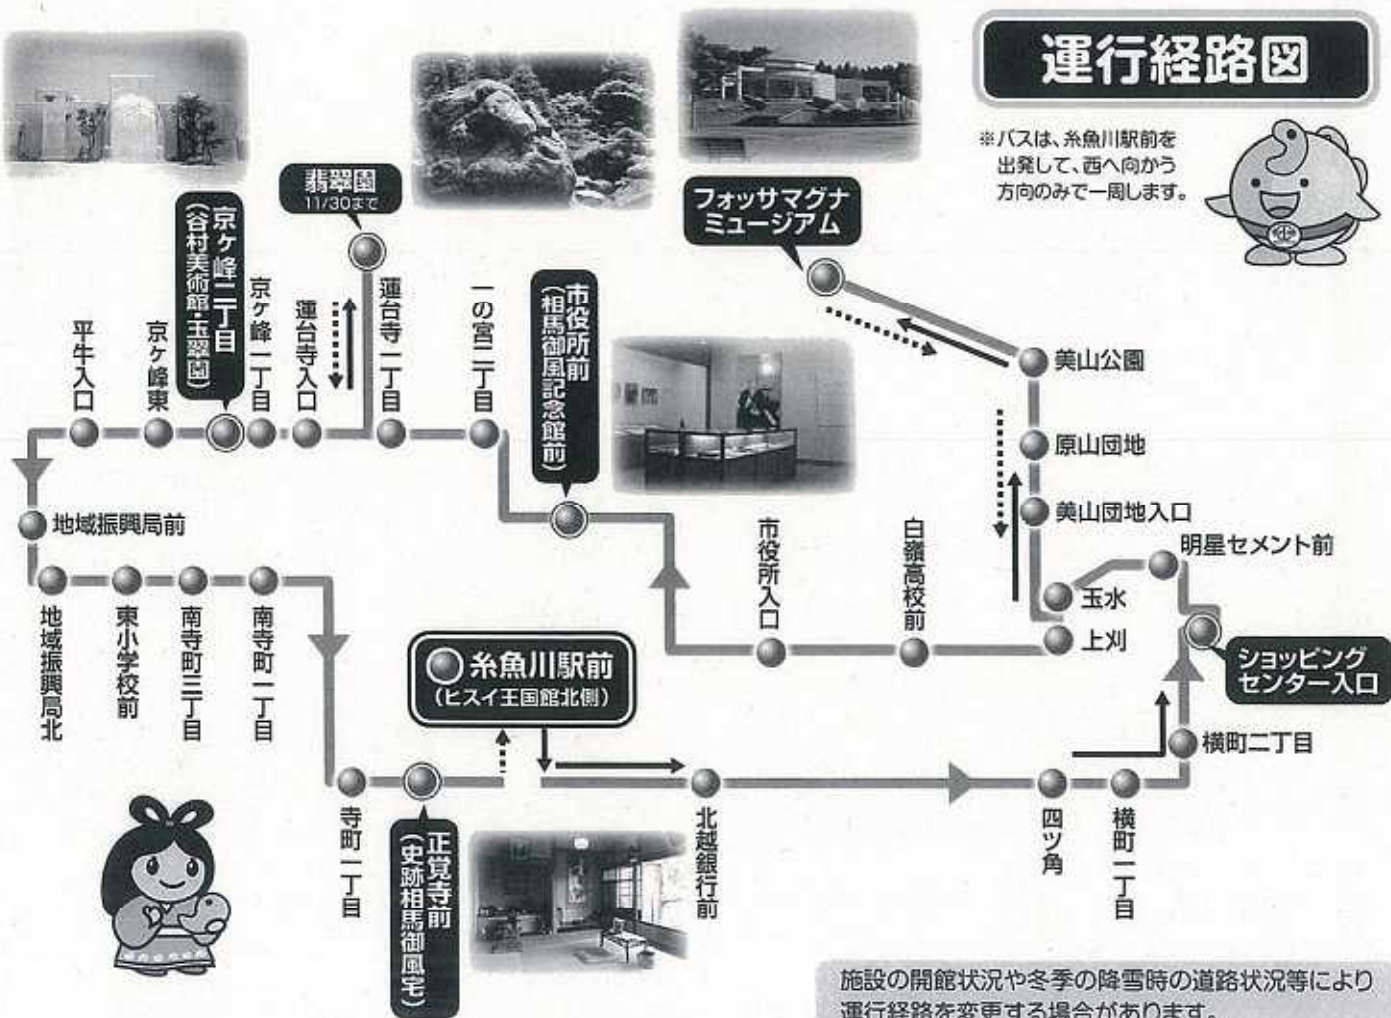 運行経路図
※バスは、糸魚川駅前を
出発して、西へ向かう
方向のみで一周します。
翡翠園
11/30まで
フォッサマグナ
ミュージアム
京ヶ峰二丁目
(谷村美術館・玉翠園)
市役所前
(相馬御風記念館前)
平牛入口
京ヶ峰東
京ヶ峰一丁目
蓮台寺入口
蓮台寺一丁目
一の宮二丁目
美山公園
原山団地
美山団地入口
明星セメント前
玉水
上刈
ショッピング
センター入口
横町二丁目
市役所入口
白嶺高校前
地域振興局前
地域振興局北
東小学校前
南寺町三丁目
南寺町一丁目
糸魚川駅前
(ヒスイ王国館北側)
寺町一丁目
正覚寺前
(史跡相馬御風宅)
北越銀行前
四ツ角
横町一丁目
施設の開館状況や冬季の降雪時の道路状況等により
運行経路を変更する場合があります。